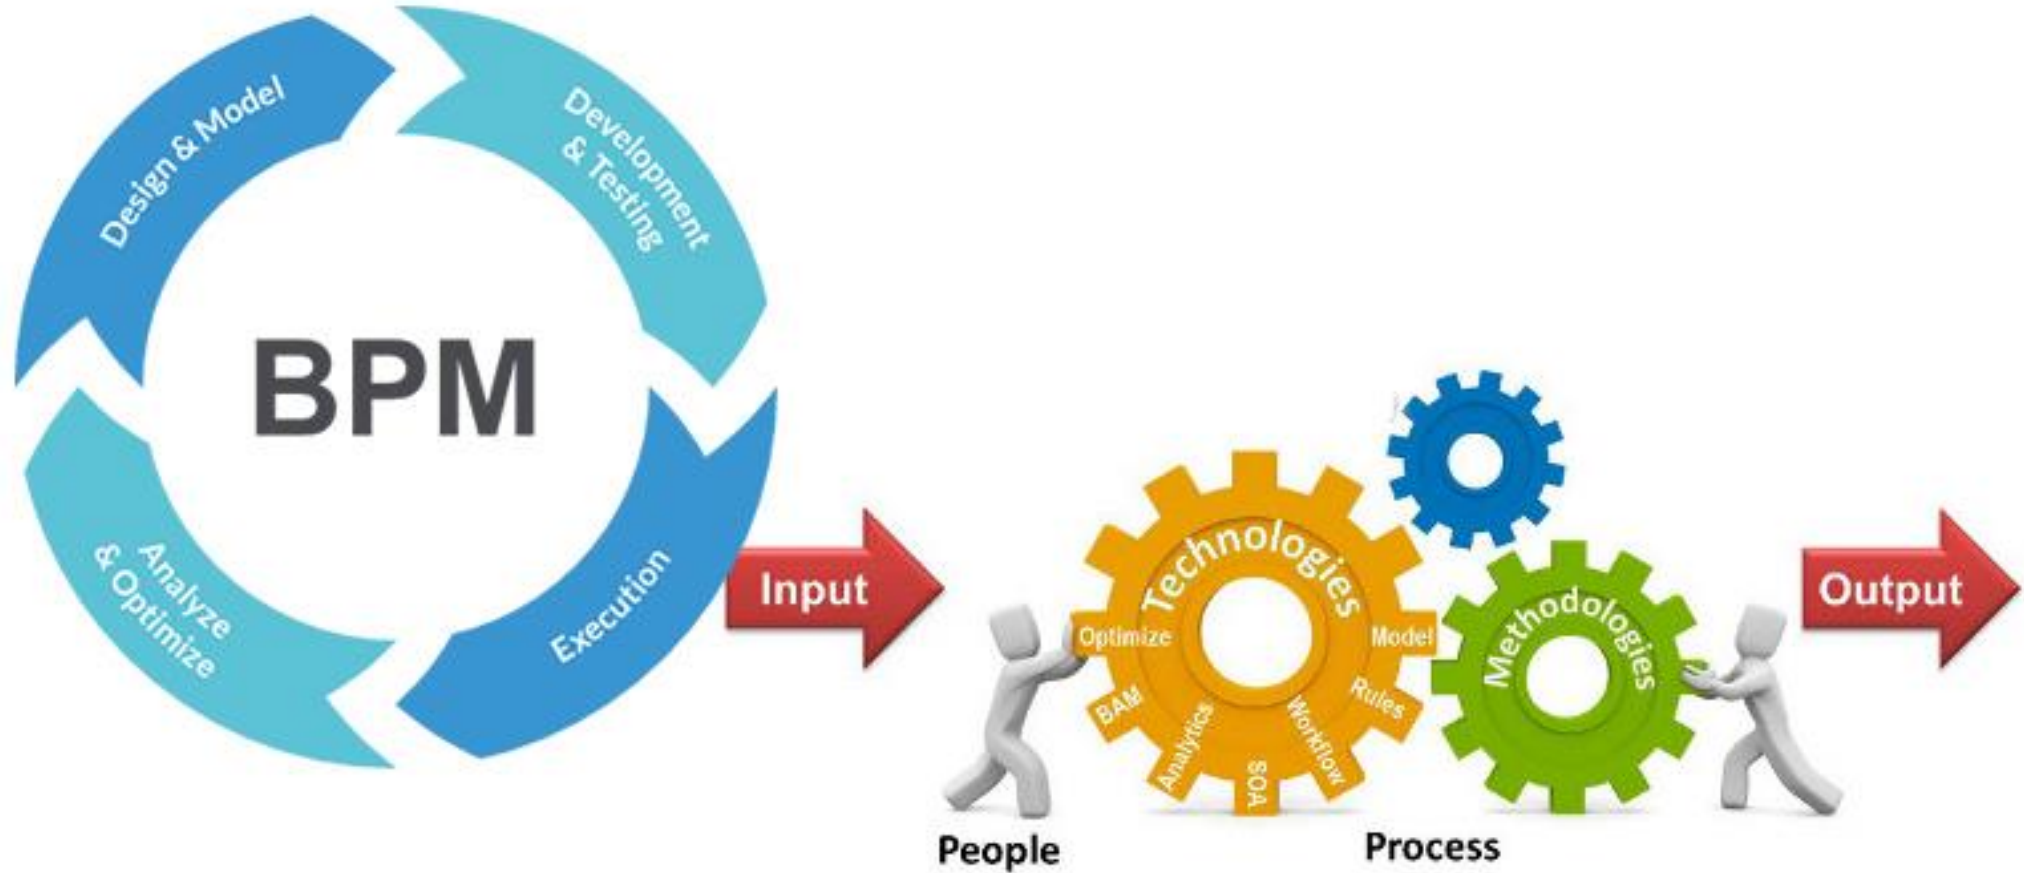 Design & Model
Development
& Testing
BPM
Analyze
& Optimize
Execution
Input
Technologies
Optimize
BAM
Analytics
SOA
Workflow
Rules
Model
Methodologies
Output
People
Process